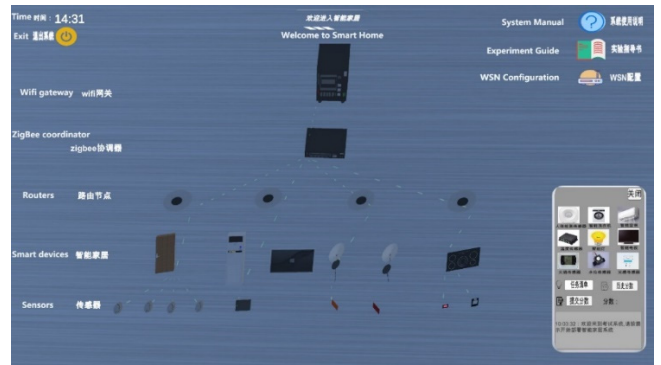 Time 时间：14:31
Exit 退出系统
欢迎进入智能家居
Welcome to Smart Home
System Manual 系统使用说明
Experiment Guide 实验指导书
WSN Configuration WSN配置
Wifi gateway wifi网关
ZigBee coordinator
zigbee协调器
Routers 路由节点
Smart devices 智能家居
Sensors 传感器
关闭
任务清单 历史分数
提交分数 分数：